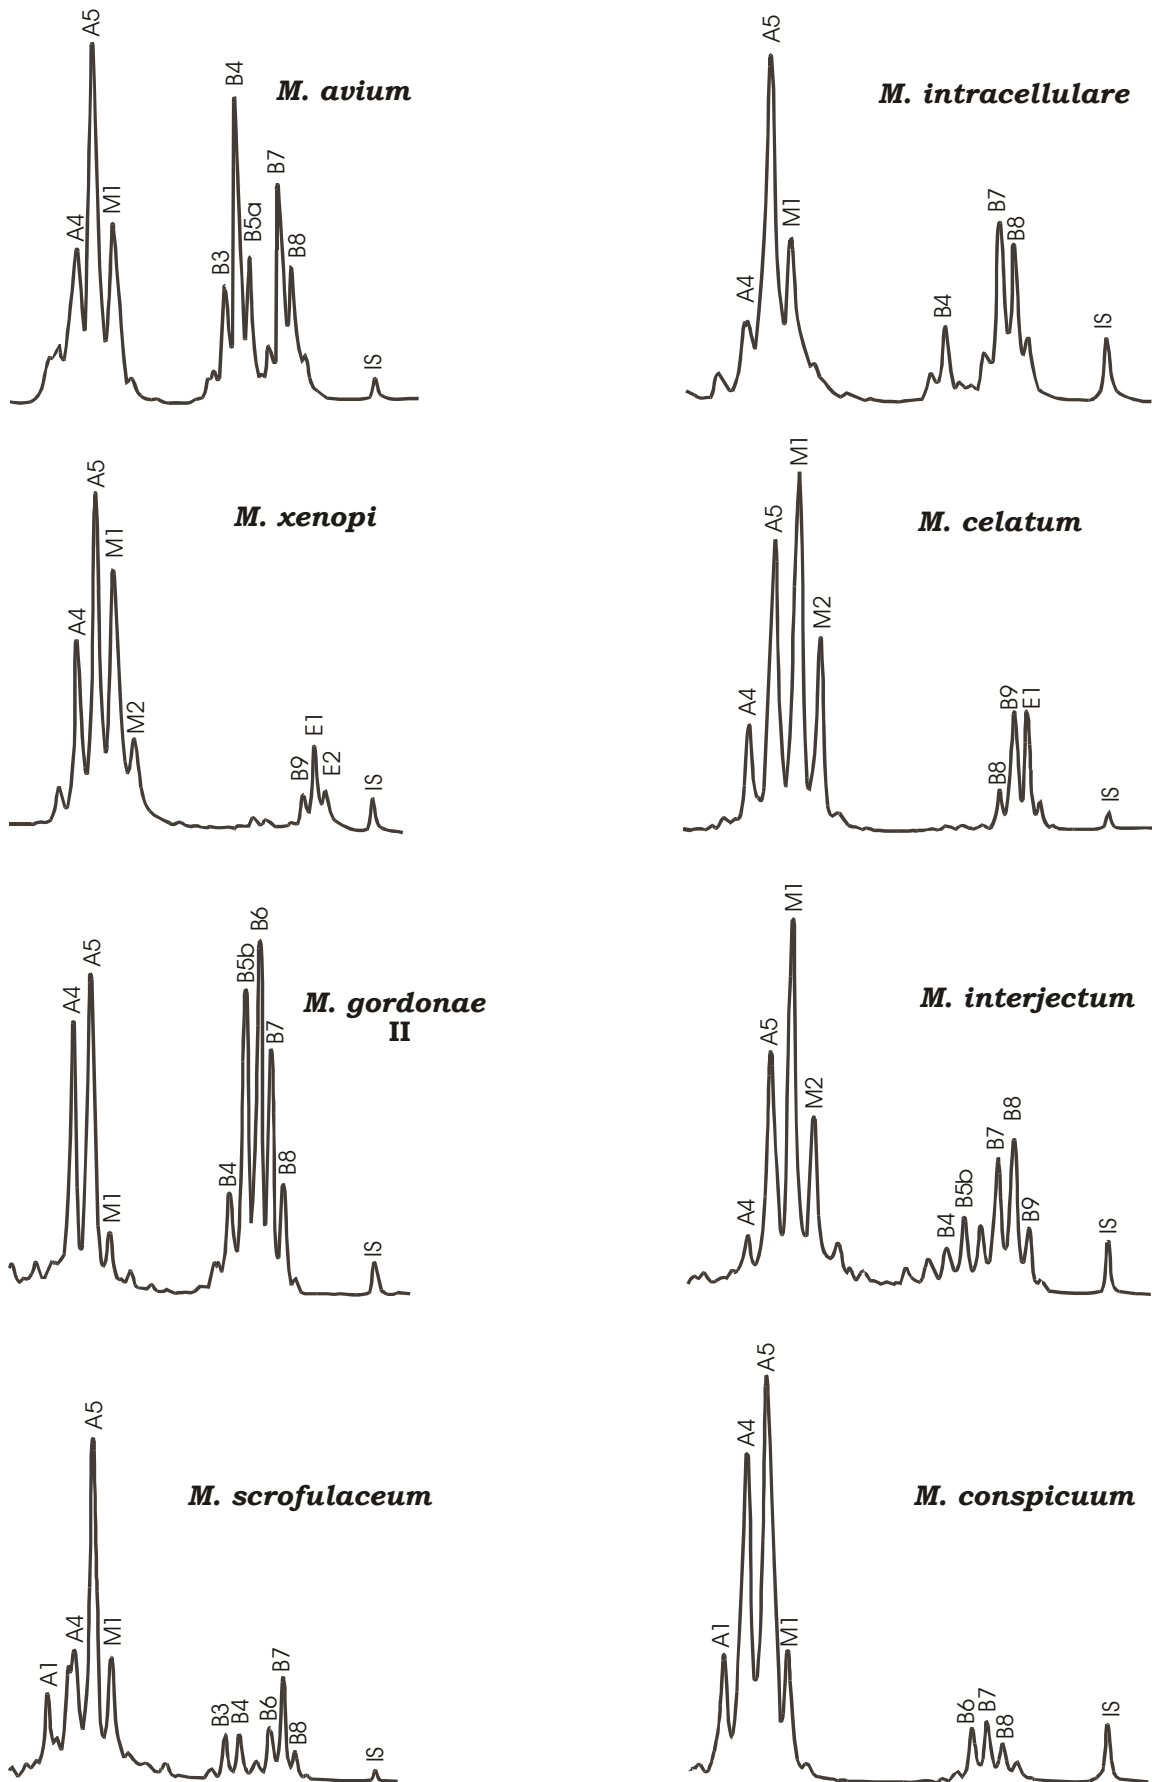 A4
A5
M1
B3
B4
B5a
B7
B8
IS
M. avium
A4
A5
M1
B4
B7
B8
IS
M. intracellulare
A4
A5
M1
M2
B9
E1
E2
IS
M. xenopi
A4
A5
M1
M2
B8
B9
E1
IS
M. celatum
A4
A5
M1
B4
B5b
B6
B7
B8
IS
M. gordonae
II
A4
A5
M1
M2
B4
B5b
B7
B8
B9
IS
M. interjectum
A1
A4
A5
M1
B3
B4
B6
B7
B8
IS
M. scrofulaceum
A1
A4
A5
M1
B6
B7
B8
IS
M. conspicuum